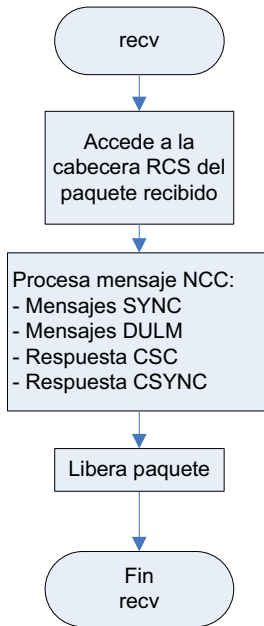 recv
Accede a la
cabecera RCS del
paquete recibido
Procesa mensaje NCC:
- Mensajes SYNC
- Mensajes DULM
- Respuesta CSC
- Respuesta CSYNC
Libera paquete
Fin
recv